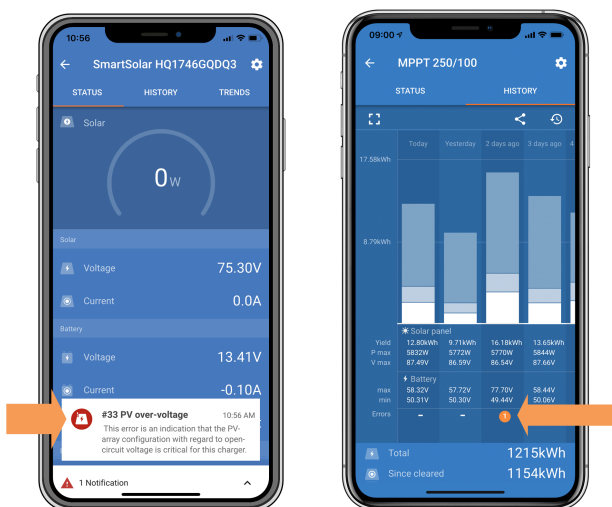 10:56
SmartSolar HQ1746GQDQ3
STATUS HISTORY TRENDS
Solar
0W
Solar
Voltage 75.30V
Current 0.0A
Battery
Voltage 13.41V
Current -0.10A
#33 PV over-voltage 10:56 AM
This error is an indication that the PV-
array configuration with regard to open-
circuit voltage is critical for this charger.
1 Notification
09:00
MPPT 250/100
STATUS HISTORY
Today Yesterday 2 days ago 3 days ago 4
17.58kWh
8.79kWh
Solar panel
Yield 12.80kWh 9.71kWh 16.18kWh 13.65kWh
P max 5832W 5772W 5770W 5844W
V max 87.49V 86.59V 86.54V 87.66V
Battery
max 58.32V 57.72V 77.70V 58.44V
min 50.31V 50.30V 49.44V 50.06V
Errors – – 1
Total 1215kWh
Since cleared 1154kWh